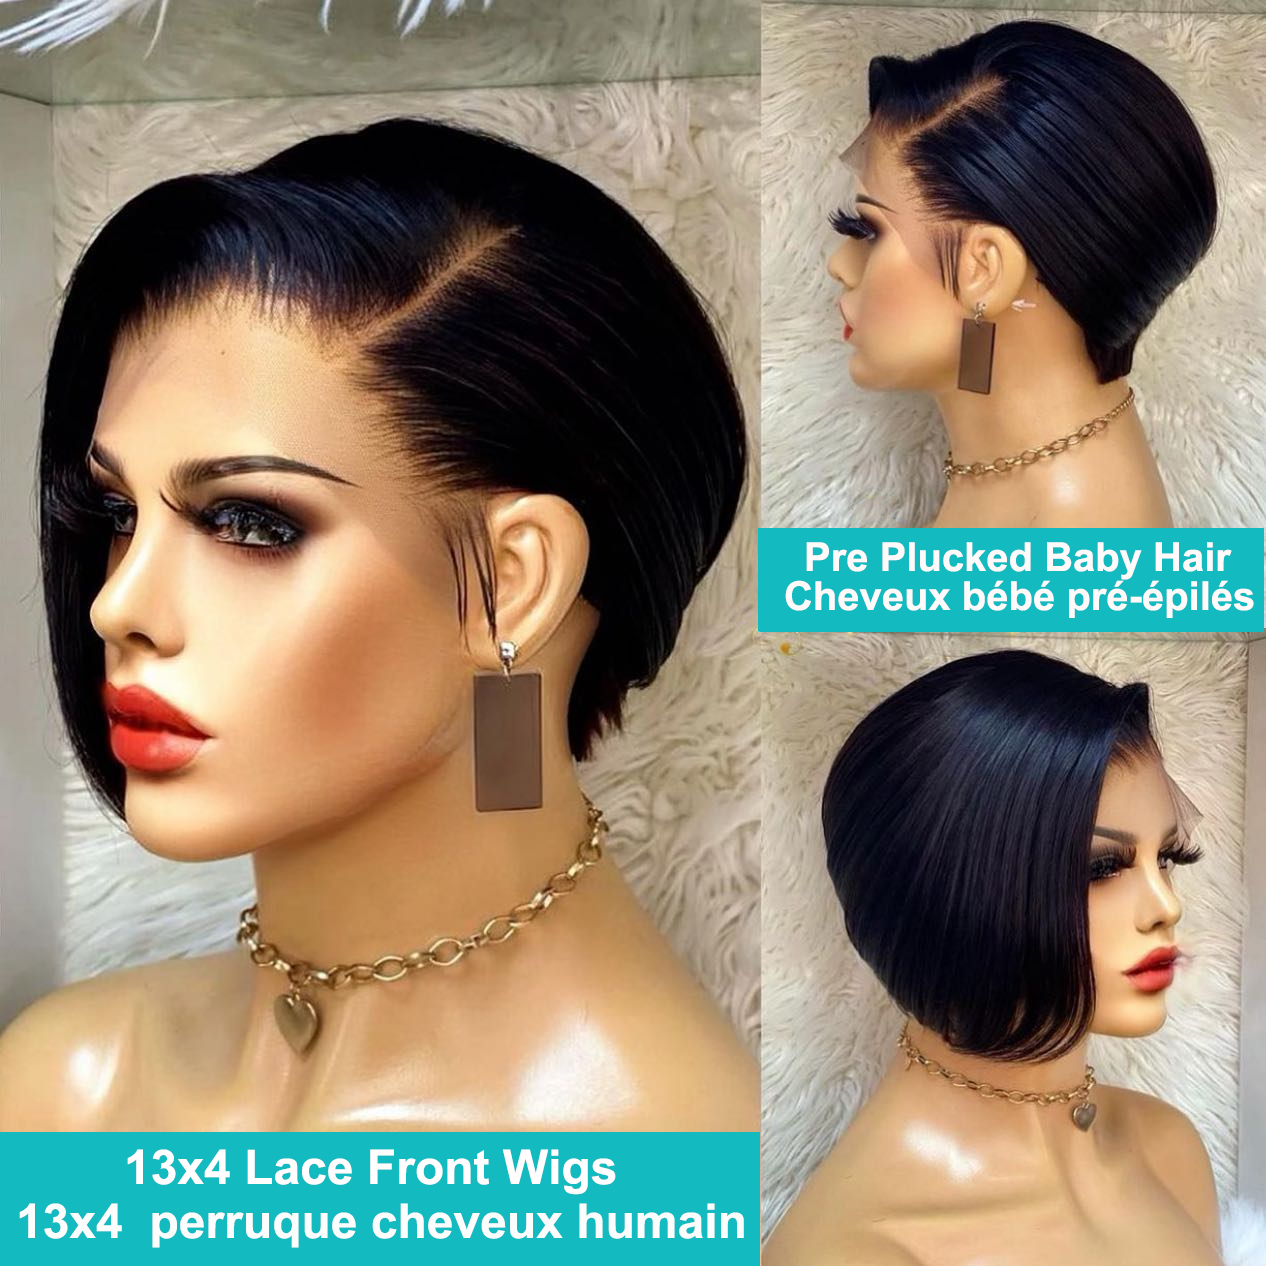 Pre Plucked Baby Hair
Cheveux bébé pré-épilés
13x4 Lace Front Wigs
13x4 perruque cheveux humain